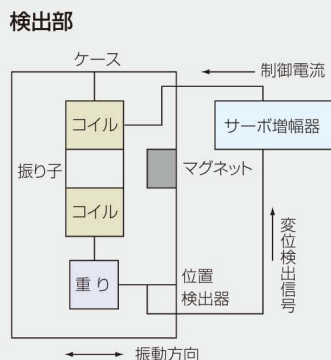 検出部
ケース
制御電流
コイル
サーボ増幅器
振り子
マグネット
コイル
変位検出信号
重り
位置
検出器
振動方向